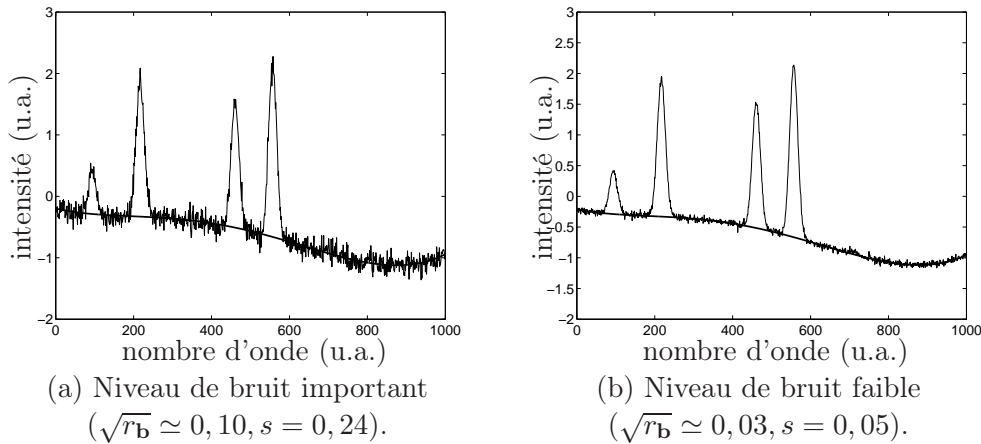 3
2
1
0
−1
−2
0 200 400 600 800 1000
intensité (u.a.)
nombre d'onde (u.a.)
(a) Niveau de bruit important
(√r_b ≃ 0, 10, s = 0, 24).
3
2.5
2
1.5
1
0.5
0
−0.5
−1
−1.5
−2
0 200 400 600 800 1000
intensité (u.a.)
nombre d'onde (u.a.)
(b) Niveau de bruit faible
(√r_b ≃ 0, 03, s = 0, 05).